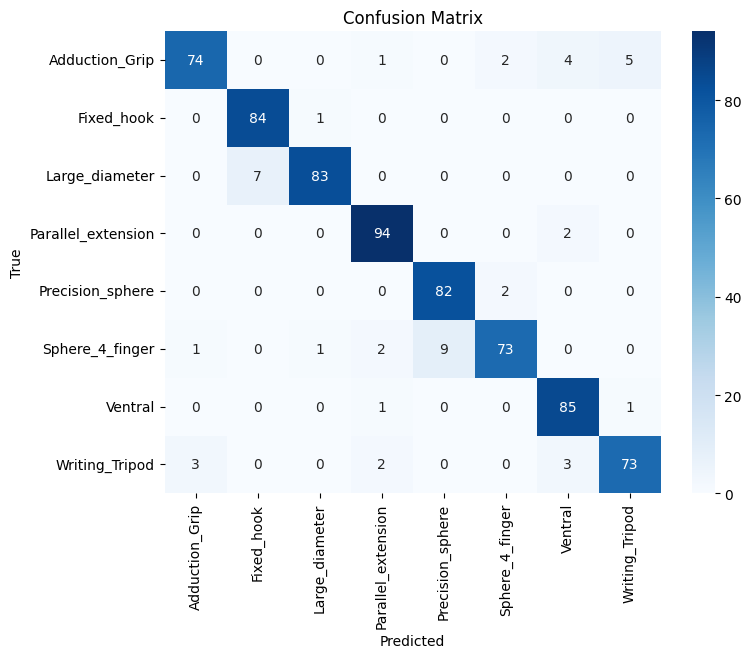 Confusion Matrix
True
Adduction_Grip 74 0 0 1 0 2 4 5
Fixed_hook 0 84 1 0 0 0 0 0
Large_diameter 0 7 83 0 0 0 0 0
Parallel_extension 0 0 0 94 0 0 2 0
Precision_sphere 0 0 0 0 82 2 0 0
Sphere_4_finger 1 0 1 2 9 73 0 0
Ventral 0 0 0 1 0 0 85 1
Writing_Tripod 3 0 0 2 0 0 3 73
Adduction_Grip
Fixed_hook
Large_diameter
Parallel_extension
Precision_sphere
Sphere_4_finger
Ventral
Writing_Tripod
Predicted
80
60
40
20
0